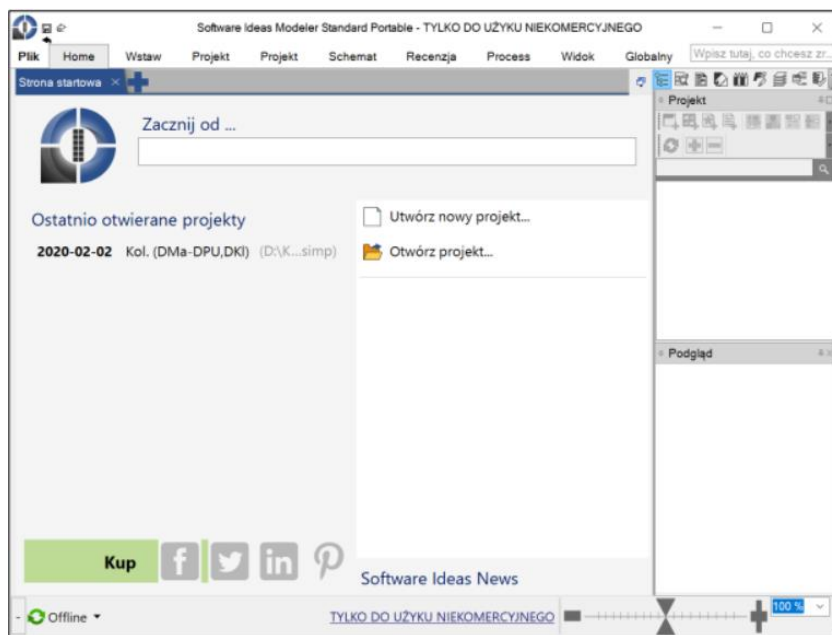 Software Ideas Modeler Standard Portable - TYLKO DO UŻYKU NIEKOMERCYJNEGO
Plik Home Wstaw Projekt Projekt Schemat Recenzja Process Widok Globalny Wpisz tutaj, co chcesz zr...
Strona startowa
Projekt
Zacznij od ...
Ostatnio otwierane projekty
2020-02-02 Kol. (DMa-DPU,DKl) (D:\K...simp)
Utwórz nowy projekt...
Otwórz projekt...
Podgląd
Kup
Software Ideas News
Offline TYLKO DO UŻYKU NIEKOMERCYJNEGO 100 %